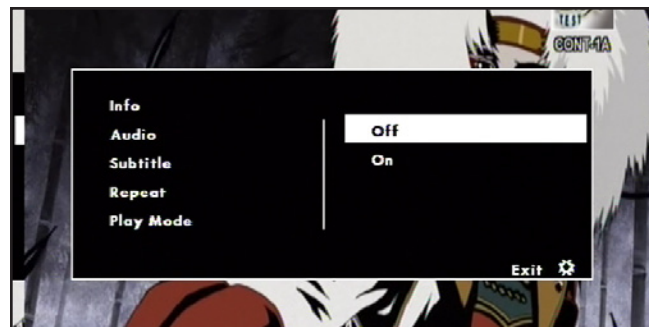 TEST
CONT-1A
Info
Audio
Off
Subtitle
On
Repeat
Play Mode
Exit